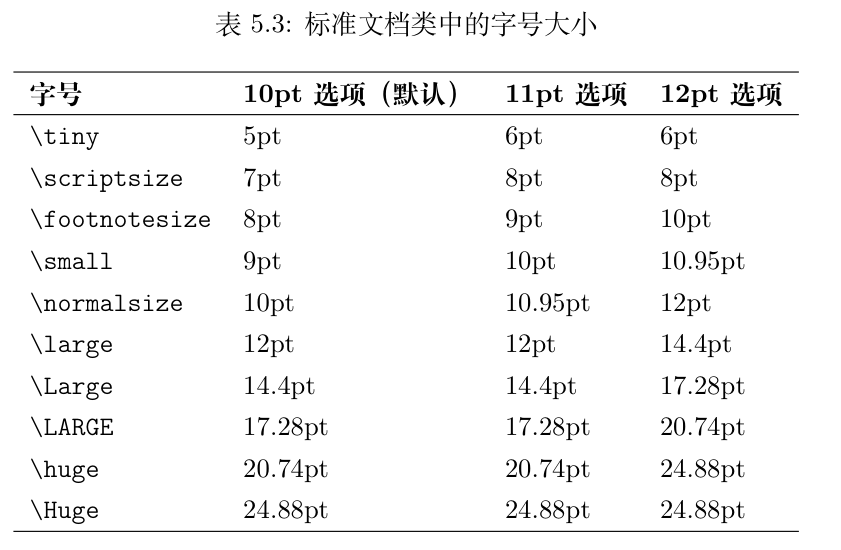 表 5.3: 标准文档类中的字号大小
字号 10pt 选项（默认） 11pt 选项 12pt 选项
\tiny 5pt 6pt 6pt
\scriptsize 7pt 8pt 8pt
\footnotesize 8pt 9pt 10pt
\small 9pt 10pt 10.95pt
\normalsize 10pt 10.95pt 12pt
\large 12pt 12pt 14.4pt
\Large 14.4pt 14.4pt 17.28pt
\LARGE 17.28pt 17.28pt 20.74pt
\huge 20.74pt 20.74pt 24.88pt
\Huge 24.88pt 24.88pt 24.88pt